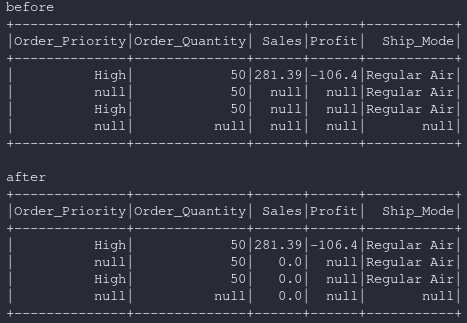 before
+--------------+--------------+------+------+-----------+
|Order_Priority|Order_Quantity| Sales|Profit|  Ship_Mode|
+--------------+--------------+------+------+-----------+
|          High|            50|281.39|-106.4|Regular Air|
|          null|            50|  null|  null|Regular Air|
|          High|            50|  null|  null|Regular Air|
|          null|          null|  null|  null|       null|
+--------------+--------------+------+------+-----------+
after
+--------------+--------------+------+------+-----------+
|Order_Priority|Order_Quantity| Sales|Profit|  Ship_Mode|
+--------------+--------------+------+------+-----------+
|          High|            50|281.39|-106.4|Regular Air|
|          null|            50|   0.0|  null|Regular Air|
|          High|            50|   0.0|  null|Regular Air|
|          null|          null|   0.0|  null|       null|
+--------------+--------------+------+------+-----------+